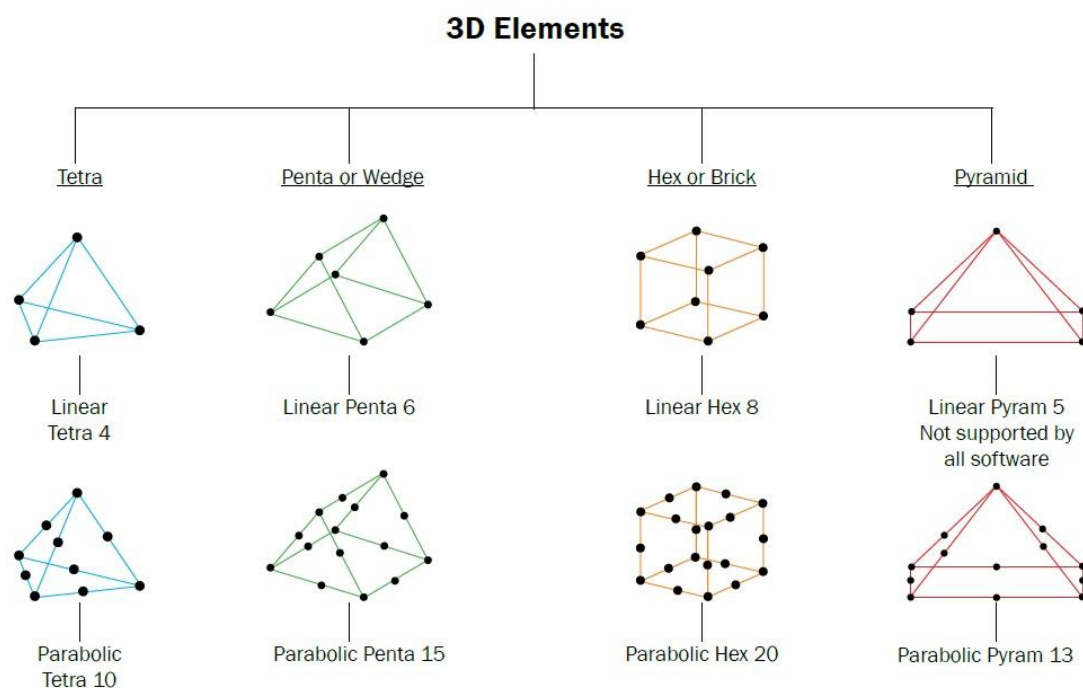 3D Elements
Tetra
Penta or Wedge
Hex or Brick
Pyramid
Linear
Tetra 4
Linear Penta 6
Linear Hex 8
Linear Pyram 5
Not supported by
all software
Parabolic
Tetra 10
Parabolic Penta 15
Parabolic Hex 20
Parabolic Pyram 13